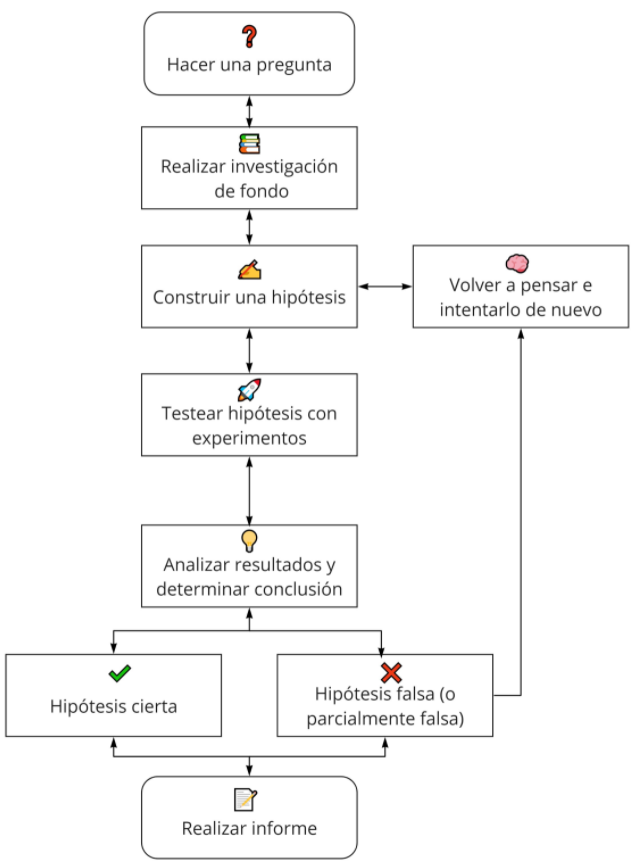 Hacer una pregunta
Realizar investigación
de fondo
Construir una hipótesis
Volver a pensar e
intentarlo de nuevo
Testear hipótesis con
experimentos
Analizar resultados y
determinar conclusión
Hipótesis cierta
Hipótesis falsa (o
parcialmente falsa)
Realizar informe